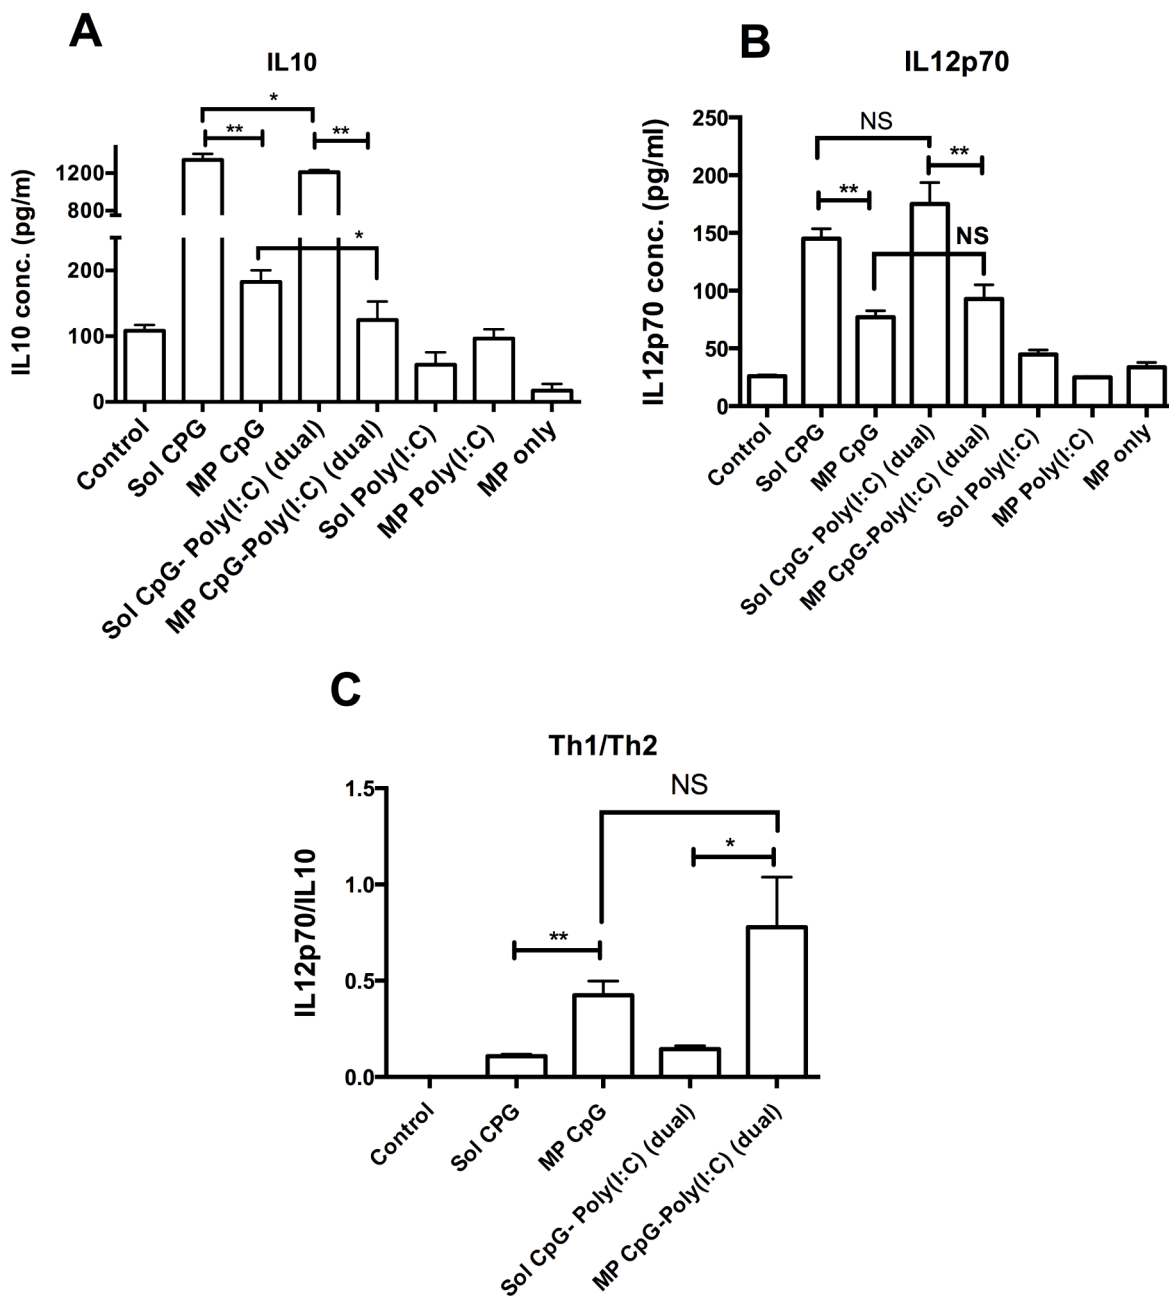 A
IL10
*
**
**
*
IL10 conc. (pg/m)
1200
800
200
100
0
Control
Sol CPG
MP CpG
Sol CpG- Poly(I:C) (dual)
MP CpG-Poly(I:C) (dual)
Sol Poly(I:C)
MP Poly(I:C)
MP only
B
IL12p70
NS
**
**
NS
IL12p70 conc. (pg/ml)
250
200
150
100
50
0
Control
Sol CPG
MP CpG
Sol CpG- Poly(I:C) (dual)
MP CpG-Poly(I:C) (dual)
Sol Poly(I:C)
MP Poly(I:C)
MP only
C
Th1/Th2
NS
*
**
IL12p70/IL10
1.5
1.0
0.5
0.0
Control
Sol CPG
MP CpG
Sol CpG- Poly(I:C) (dual)
MP CpG-Poly(I:C) (dual)